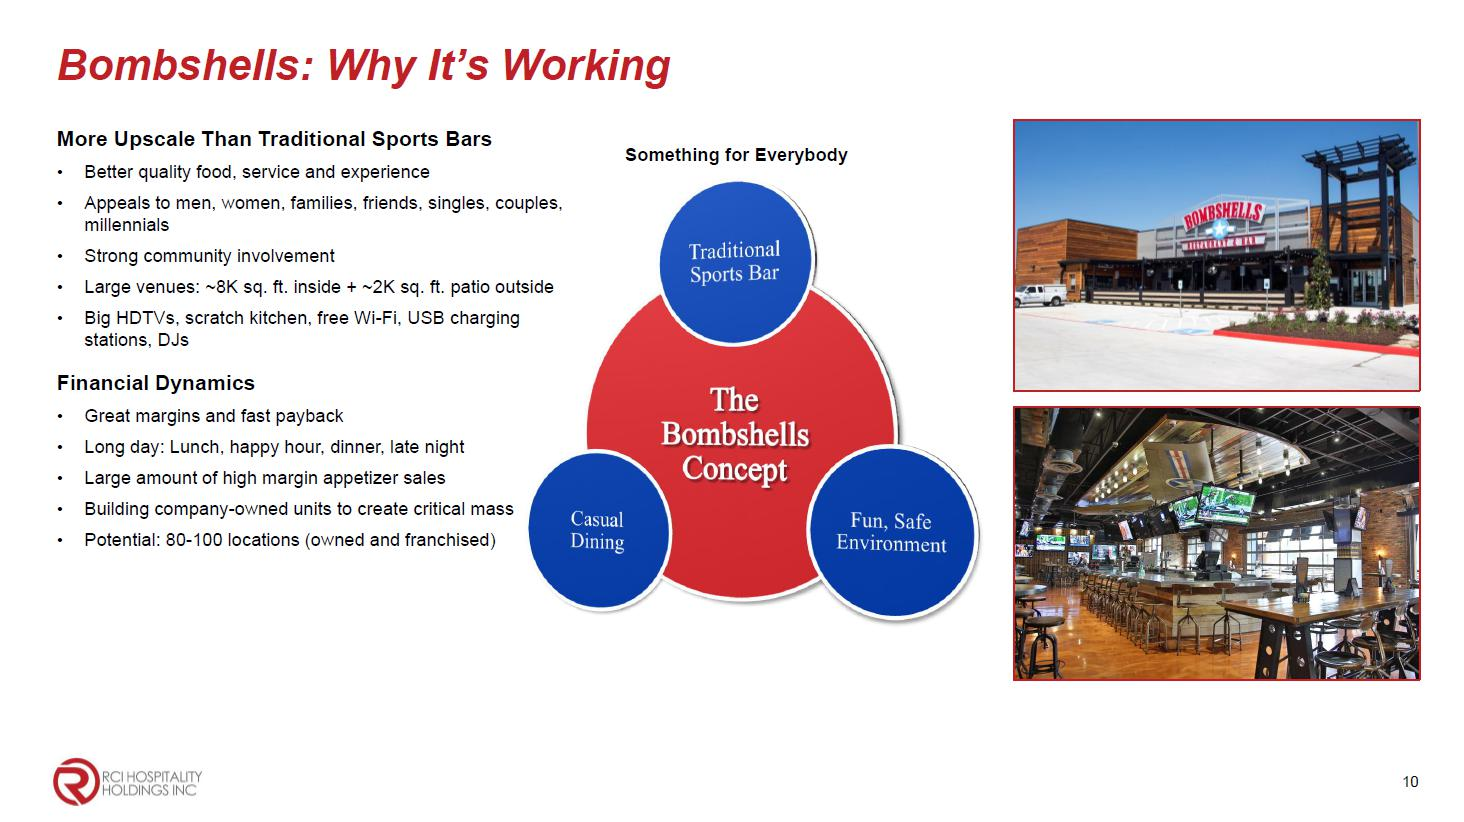 Bombshells: Why It's Working
More Upscale Than Traditional Sports Bars
• Better quality food, service and experience
• Appeals to men, women, families, friends, singles, couples,
millennials
• Strong community involvement
• Large venues: ~8K sq. ft. inside + ~2K sq. ft. patio outside
• Big HDTVs, scratch kitchen, free Wi-Fi, USB charging
stations, DJs
Financial Dynamics
• Great margins and fast payback
• Long day: Lunch, happy hour, dinner, late night
• Large amount of high margin appetizer sales
• Building company-owned units to create critical mass
• Potential: 80-100 locations (owned and franchised)
Something for Everybody
Traditional
Sports Bar
The
Bombshells
Concept
Casual
Dining
Fun, Safe
Environment
BOMBSHELLS
RESTAURANT & BAR
RCI HOSPITALITY
HOLDINGS INC
10